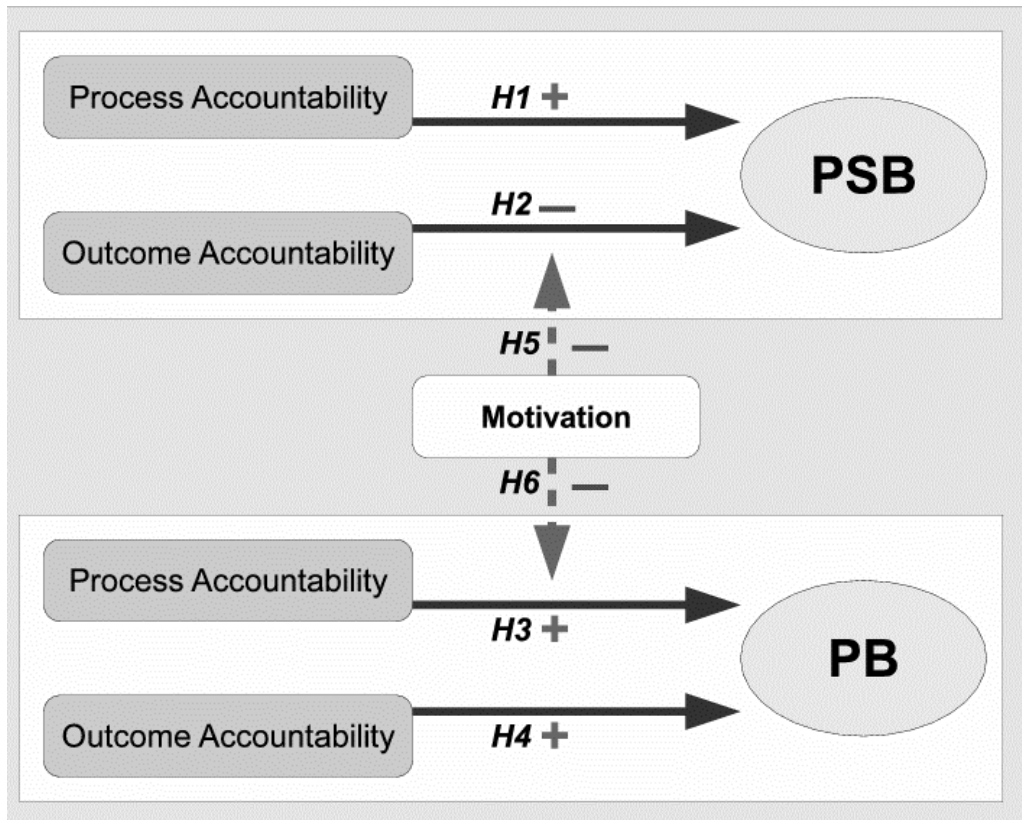 Process Accountability
H1 +
PSB
H2 —
Outcome Accountability
H5 —
Motivation
H6 —
Process Accountability
H3 +
PB
Outcome Accountability
H4 +